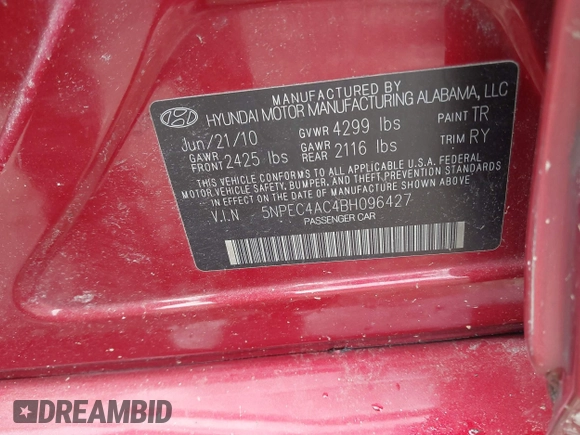 MANUFACTURED BY
HYUNDAI MOTOR MANUFACTURING ALABAMA, LLC
Jun/21/10 GVWR 4299 lbs PAINT TR
GAWR FRONT 2425 lbs GAWR REAR 2116 lbs TRIM RY
THIS VEHICLE CONFORMS TO ALL APPLICABLE U.S.A. FEDERAL
MOTOR VEHICLE SAFETY, BUMPER, AND THEFT PREVENTION STANDARDS
IN EFFECT ON THE DATE OF MANUFACTURE SHOWN ABOVE.
V.I.N 5NPEC4AC4BH096427
PASSENGER CAR
DREAMBID